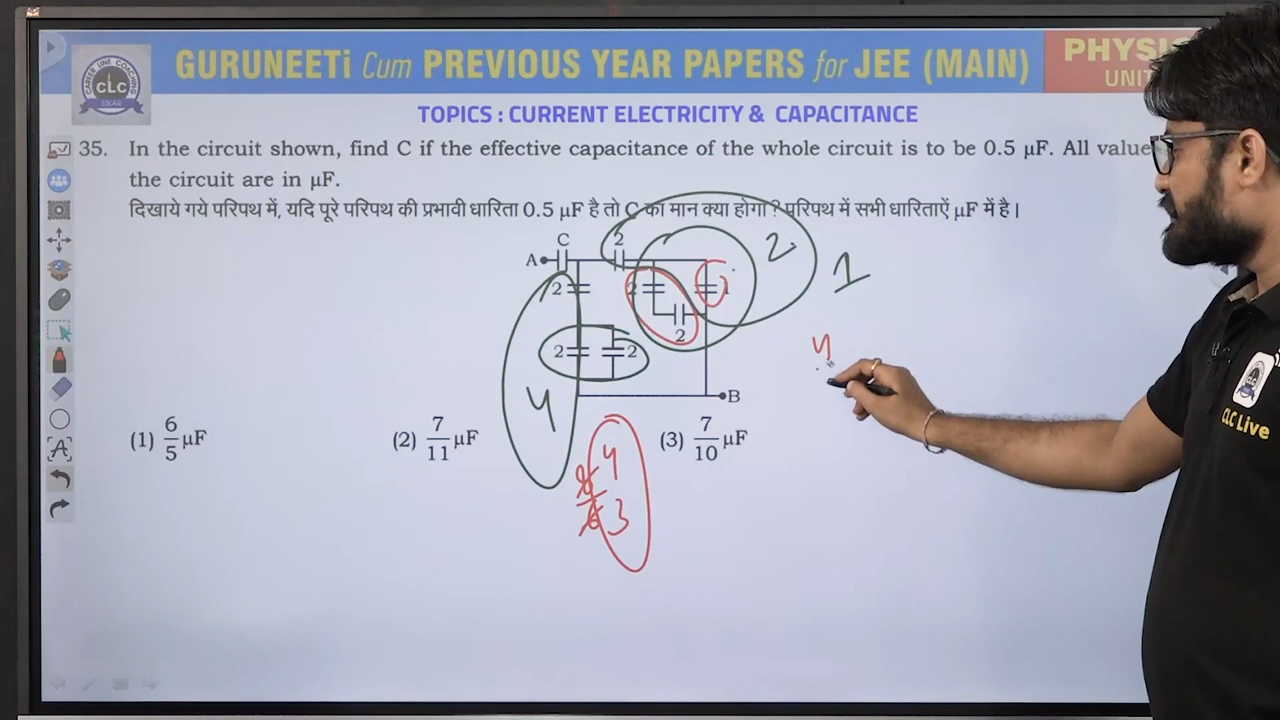 GURUNEETi Cum PREVIOUS YEAR PAPERS for JEE (MAIN)
CAREER LINE COACHING
CLC
SIKAR
UNIT
TOPICS : CURRENT ELECTRICITY & CAPACITANCE
35. In the circuit shown, find C if the effective capacitance of the whole circuit is to be 0.5 μF. All value
the circuit are in μF.
दिखाये गये परिपथ में, यदि पूरे परिपथ की प्रभावी धारिता 0.5 μF है तो C का मान क्या होगा ? परिपथ में सभी धारिताऐं μF में है।
C 2
A
2 2 1
2
2 2
B
2
1
4
4
4
3
(1) 6/5 μF (2) 7/11 μF (3) 7/10 μF
CLC Live